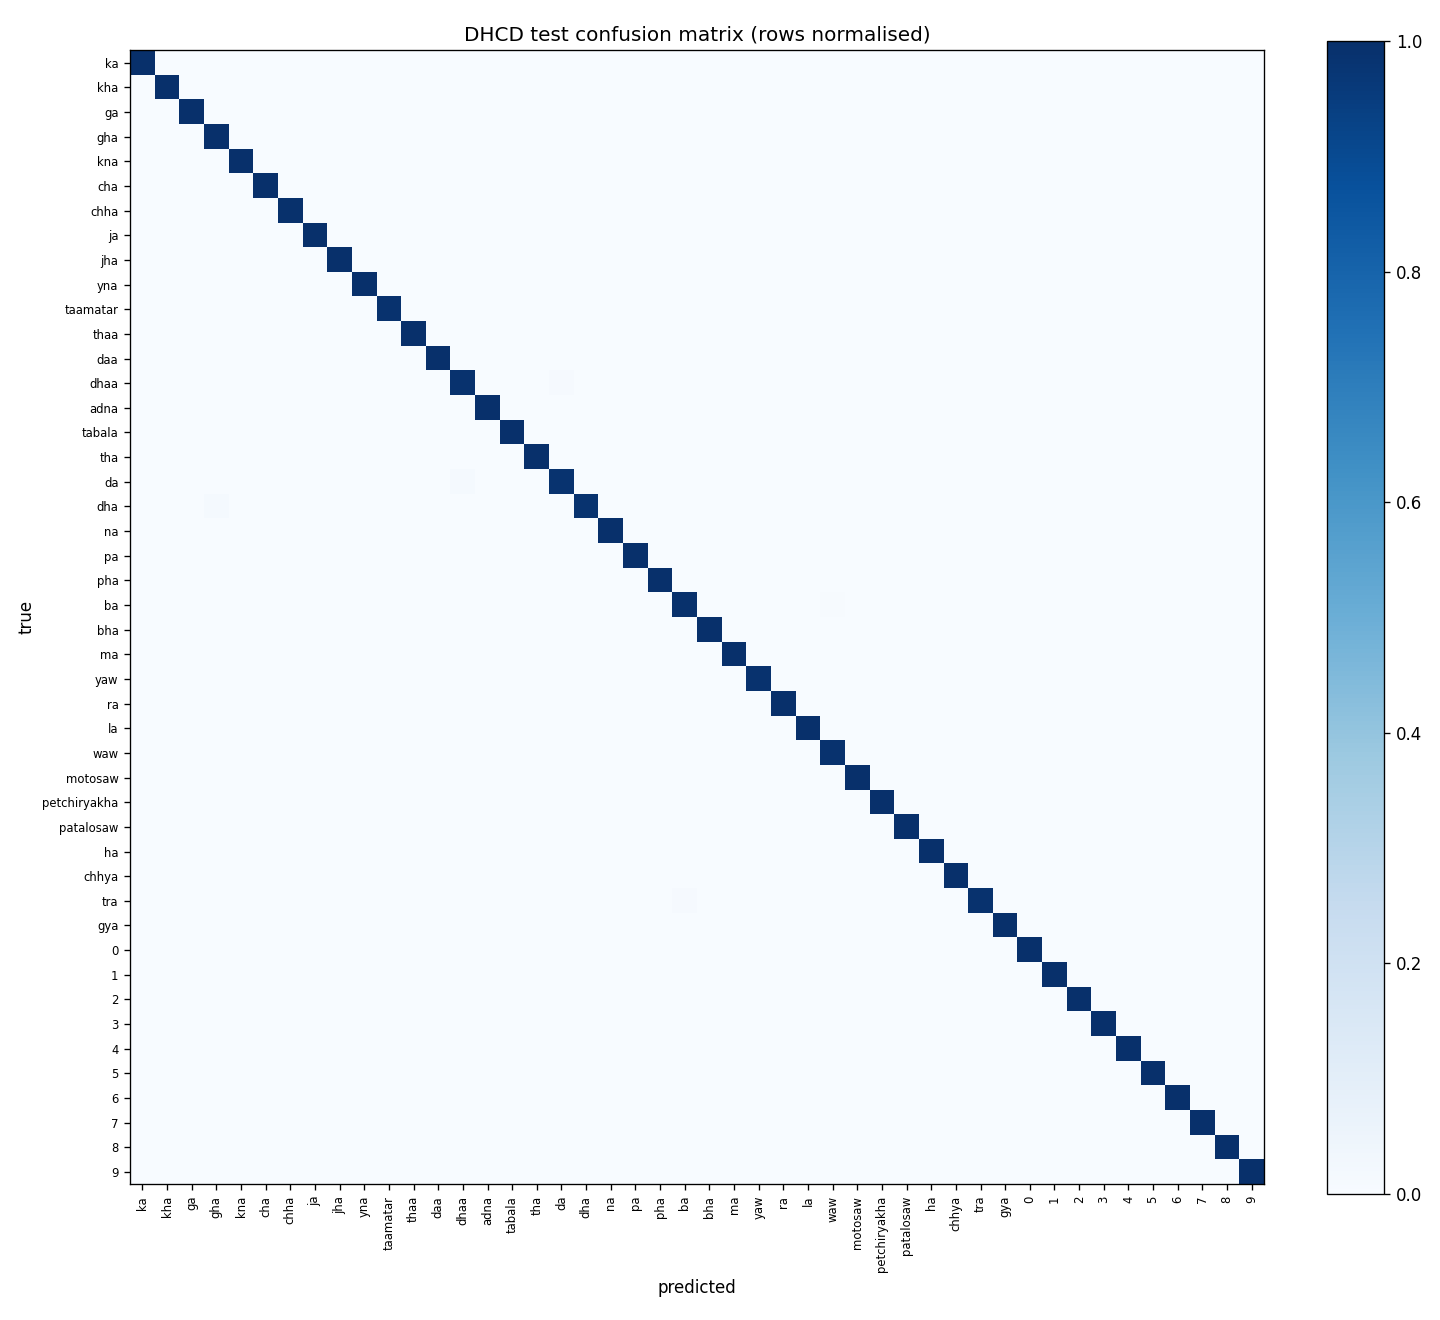 DHCD test confusion matrix (rows normalised)
true
ka
kha
ga
gha
kna
cha
chha
ja
jha
yna
taamatar
thaa
daa
dhaa
adna
tabala
tha
da
dha
na
pa
pha
ba
bha
ma
yaw
ra
la
waw
motosaw
petchiryakha
patalosaw
ha
chhya
tra
gya
0
1
2
3
4
5
6
7
8
9
ka kha ga gha kna cha chha ja jha yna taamatar thaa daa dhaa adna tabala tha da dha na pa pha ba bha ma yaw ra la waw motosaw petchiryakha patalosaw ha chhya tra gya 0 1 2 3 4 5 6 7 8 9
predicted
1.0
0.8
0.6
0.4
0.2
0.0